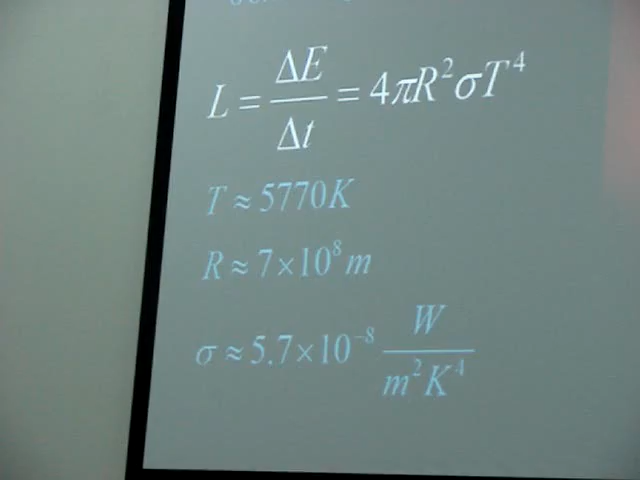 L = ΔE/Δt = 4πR²σT⁴
T ≈ 5770K
R ≈ 7×10⁸ m
σ ≈ 5.7×10⁻⁸ W/m²K⁴